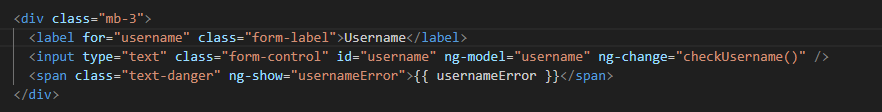 <div class="mb-3">
<label for="username" class="form-label">Username</label>
<input type="text" class="form-control" id="username" ng-model="username" ng-change="checkUsername()" />
<span class="text-danger" ng-show="usernameError">{{ usernameError }}</span>
</div>